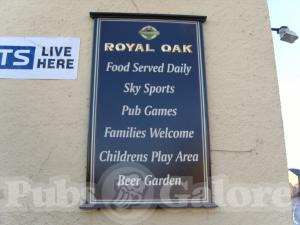 TS LIVE
HERE
ROYAL OAK
Food Served Daily
Sky Sports
Pub Games
Families Welcome
Childrens Play Area
Beer Garden
Pubs Galore